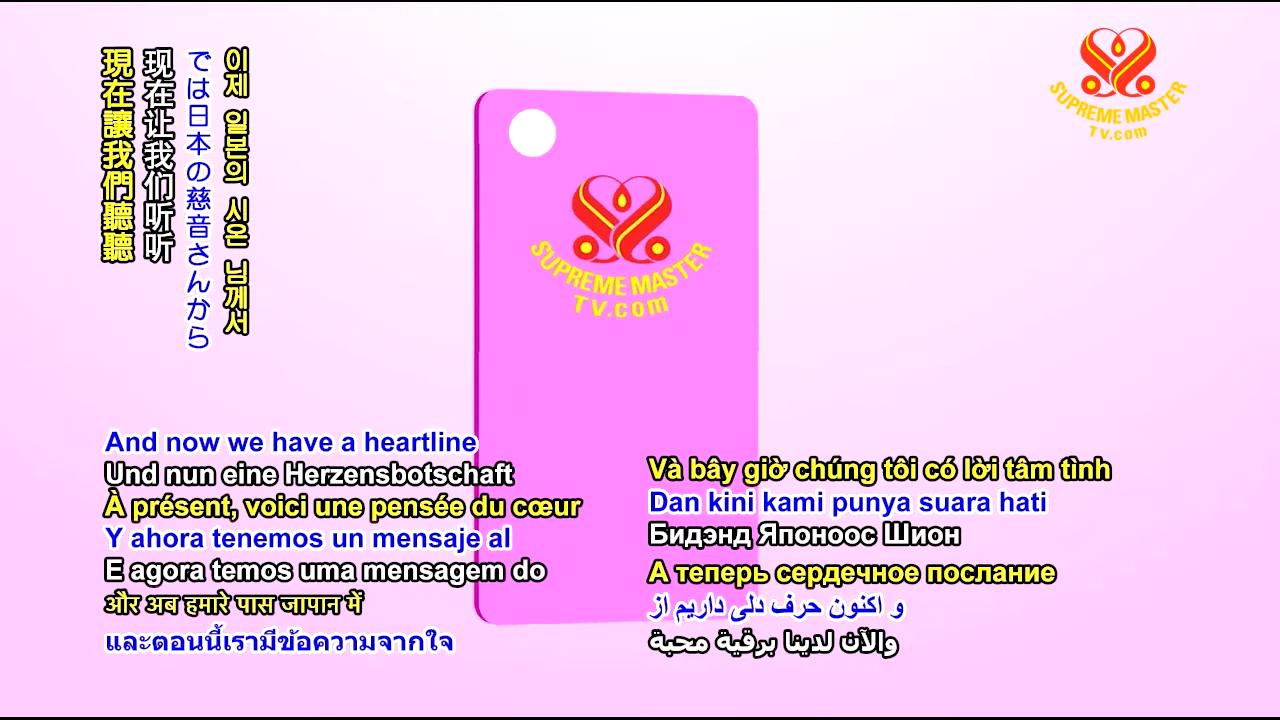 現在讓我們聽聽
现在让我们听听
では日本の慈音さんから
이제 일본의 시온 님께서
SUPREME MASTER
TV.com
SUPREME MASTER
TV.com
And now we have a heartline
Und nun eine Herzensbotschaft
À présent, voici une pensée du cœur
Y ahora tenemos un mensaje al
E agora temos uma mensagem do
और अब हमारे पास जापान में
และตอนนี้เรามีข้อความจากใจ
Và bây giờ chúng tôi có lời tâm tình
Dan kini kami punya suara hati
Бидэнд Японоос Шион
А теперь сердечное послание
و اکنون حرف دلی داریم از
والآن لدينا برقية محبة